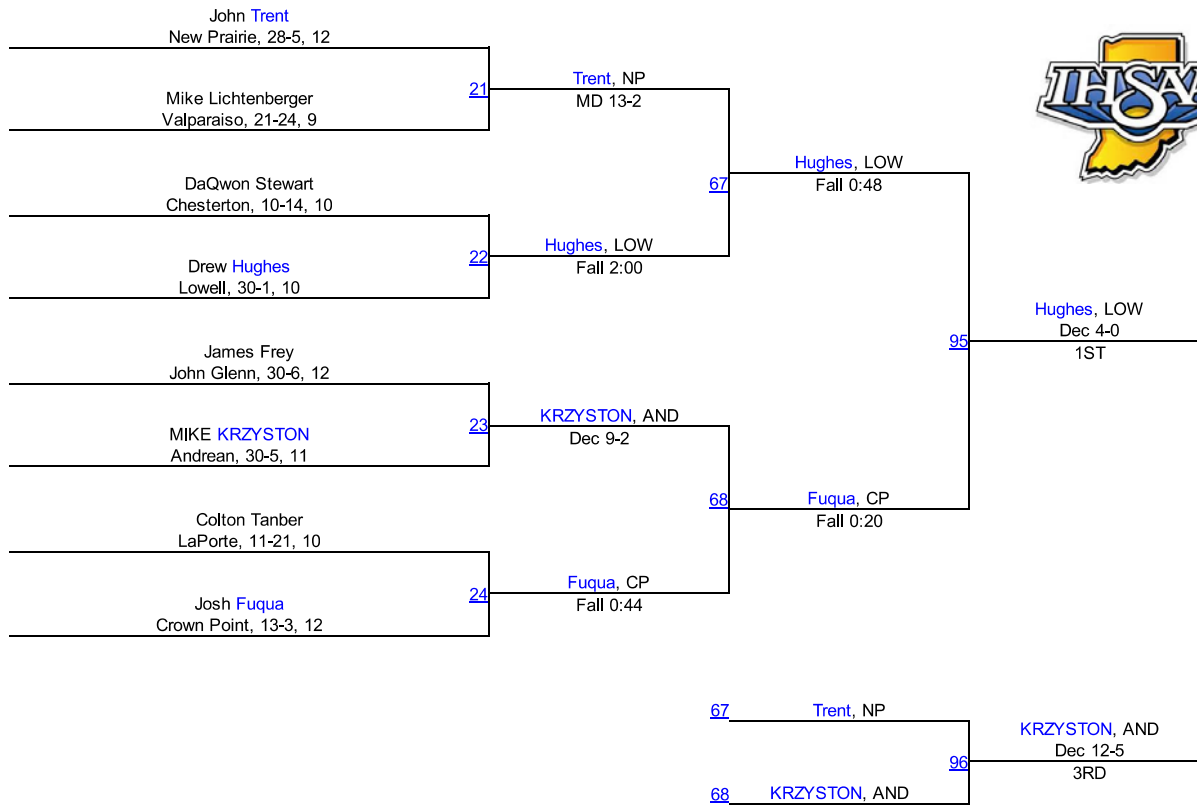 John Trent
New Prairie, 28-5, 12
21
Trent, NP
MD 13-2
Mike Lichtenberger
Valparaiso, 21-24, 9
IHSAA
67
Hughes, LOW
Fall 0:48
DaQwon Stewart
Chesterton, 10-14, 10
22
Hughes, LOW
Fall 2:00
Drew Hughes
Lowell, 30-1, 10
95
Hughes, LOW
Dec 4-0
1ST
James Frey
John Glenn, 30-6, 12
23
KRZYSTON, AND
Dec 9-2
MIKE KRZYSTON
Andrean, 30-5, 11
68
Fuqua, CP
Fall 0:20
Colton Tanber
LaPorte, 11-21, 10
24
Fuqua, CP
Fall 0:44
Josh Fuqua
Crown Point, 13-3, 12
67
Trent, NP
96
KRZYSTON, AND
Dec 12-5
3RD
68
KRZYSTON, AND